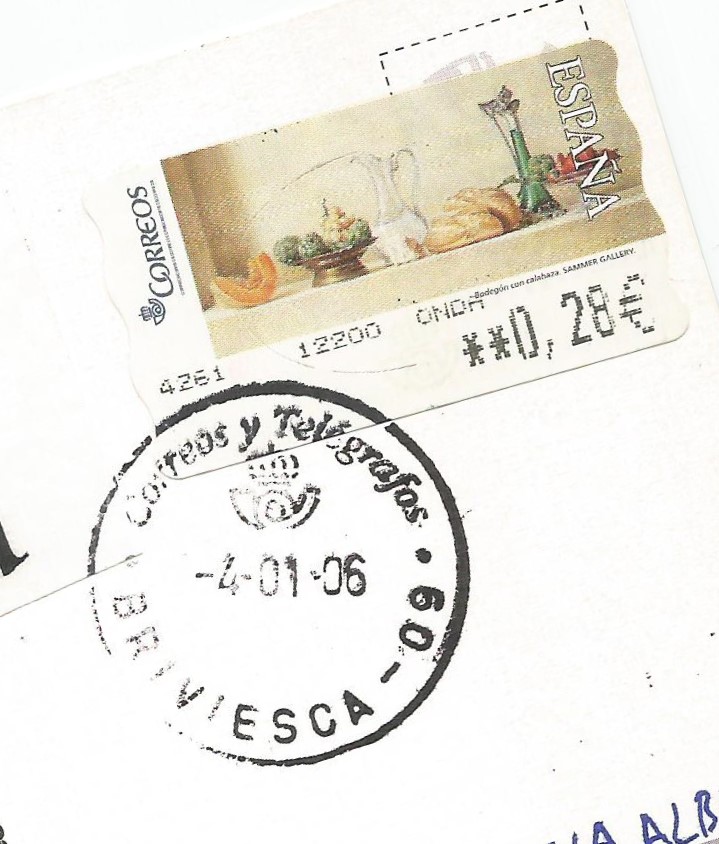 ESPAÑA
CORREOS
Bodegón con calabaza. SAMMER GALLERY.
4261 12200 ONDA **0,28€
Correos y Telégrafos
-4-01-06
BRIVIESCA-09
ALB